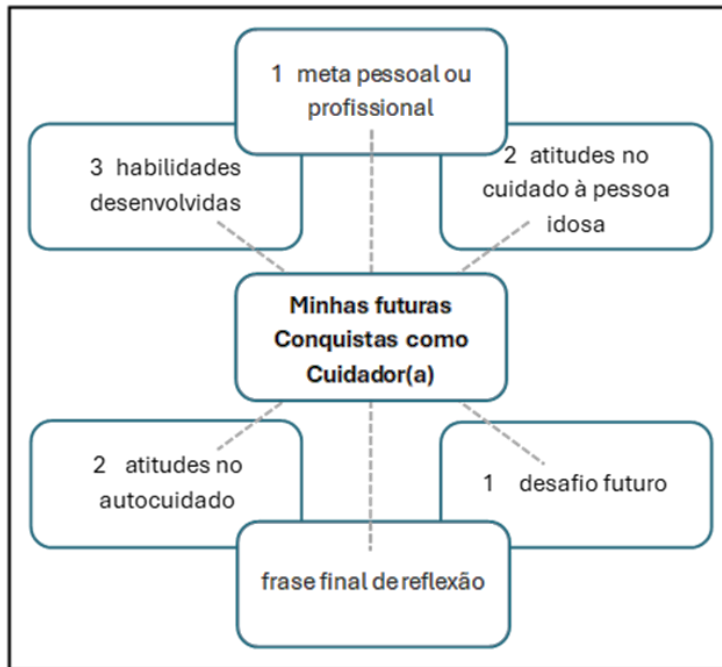 1 meta pessoal ou
profissional
3 habilidades
desenvolvidas
2 atitudes no
cuidado à pessoa
idosa
Minhas futuras
Conquistas como
Cuidador(a)
2 atitudes no
autocuidado
1 desafio futuro
frase final de reflexão